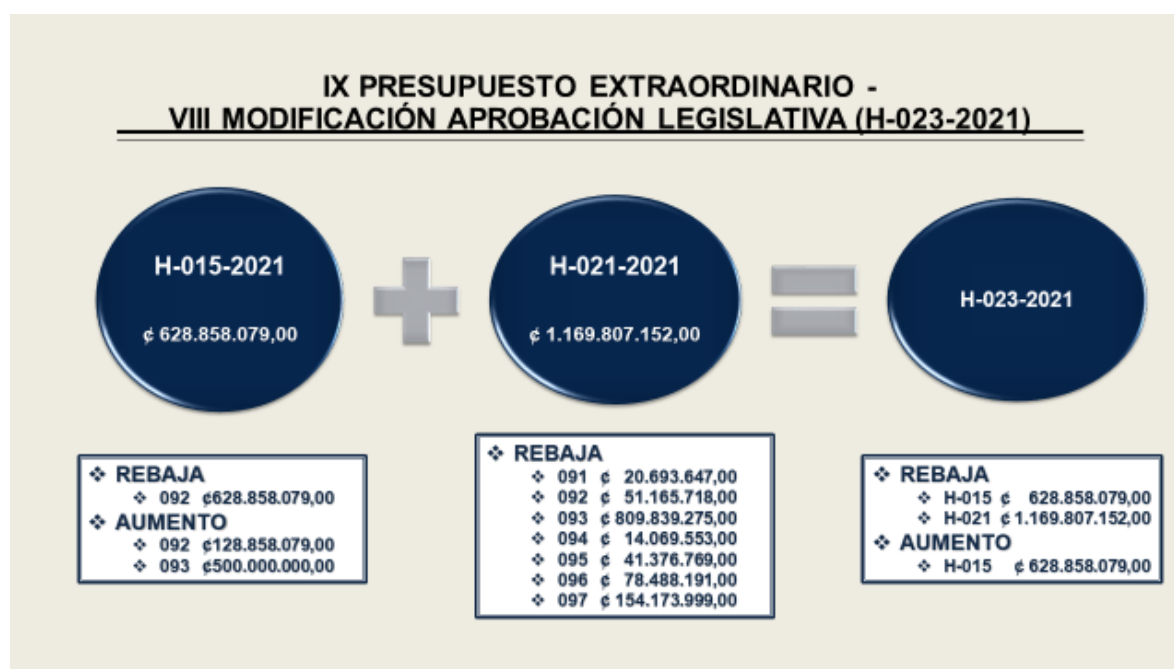 IX PRESUPUESTO EXTRAORDINARIO -
VIII MODIFICACIÓN APROBACIÓN LEGISLATIVA (H-023-2021)
H-015-2021
¢ 628.858.079,00
H-021-2021
¢ 1.169.807.152,00
H-023-2021
❖ REBAJA
❖ 092 ¢628.858.079,00
❖ AUMENTO
❖ 092 ¢128.858.079,00
❖ 093 ¢500.000.000,00
❖ REBAJA
❖ 091 ¢ 20.693.647,00
❖ 092 ¢ 51.165.718,00
❖ 093 ¢ 809.839.275,00
❖ 094 ¢ 14.069.553,00
❖ 095 ¢ 41.376.769,00
❖ 096 ¢ 78.488.191,00
❖ 097 ¢ 154.173.999,00
❖ REBAJA
❖ H-015 ¢ 628.858.079,00
❖ H-021 ¢ 1.169.807.152,00
❖ AUMENTO
❖ H-015 ¢ 628.858.079,00